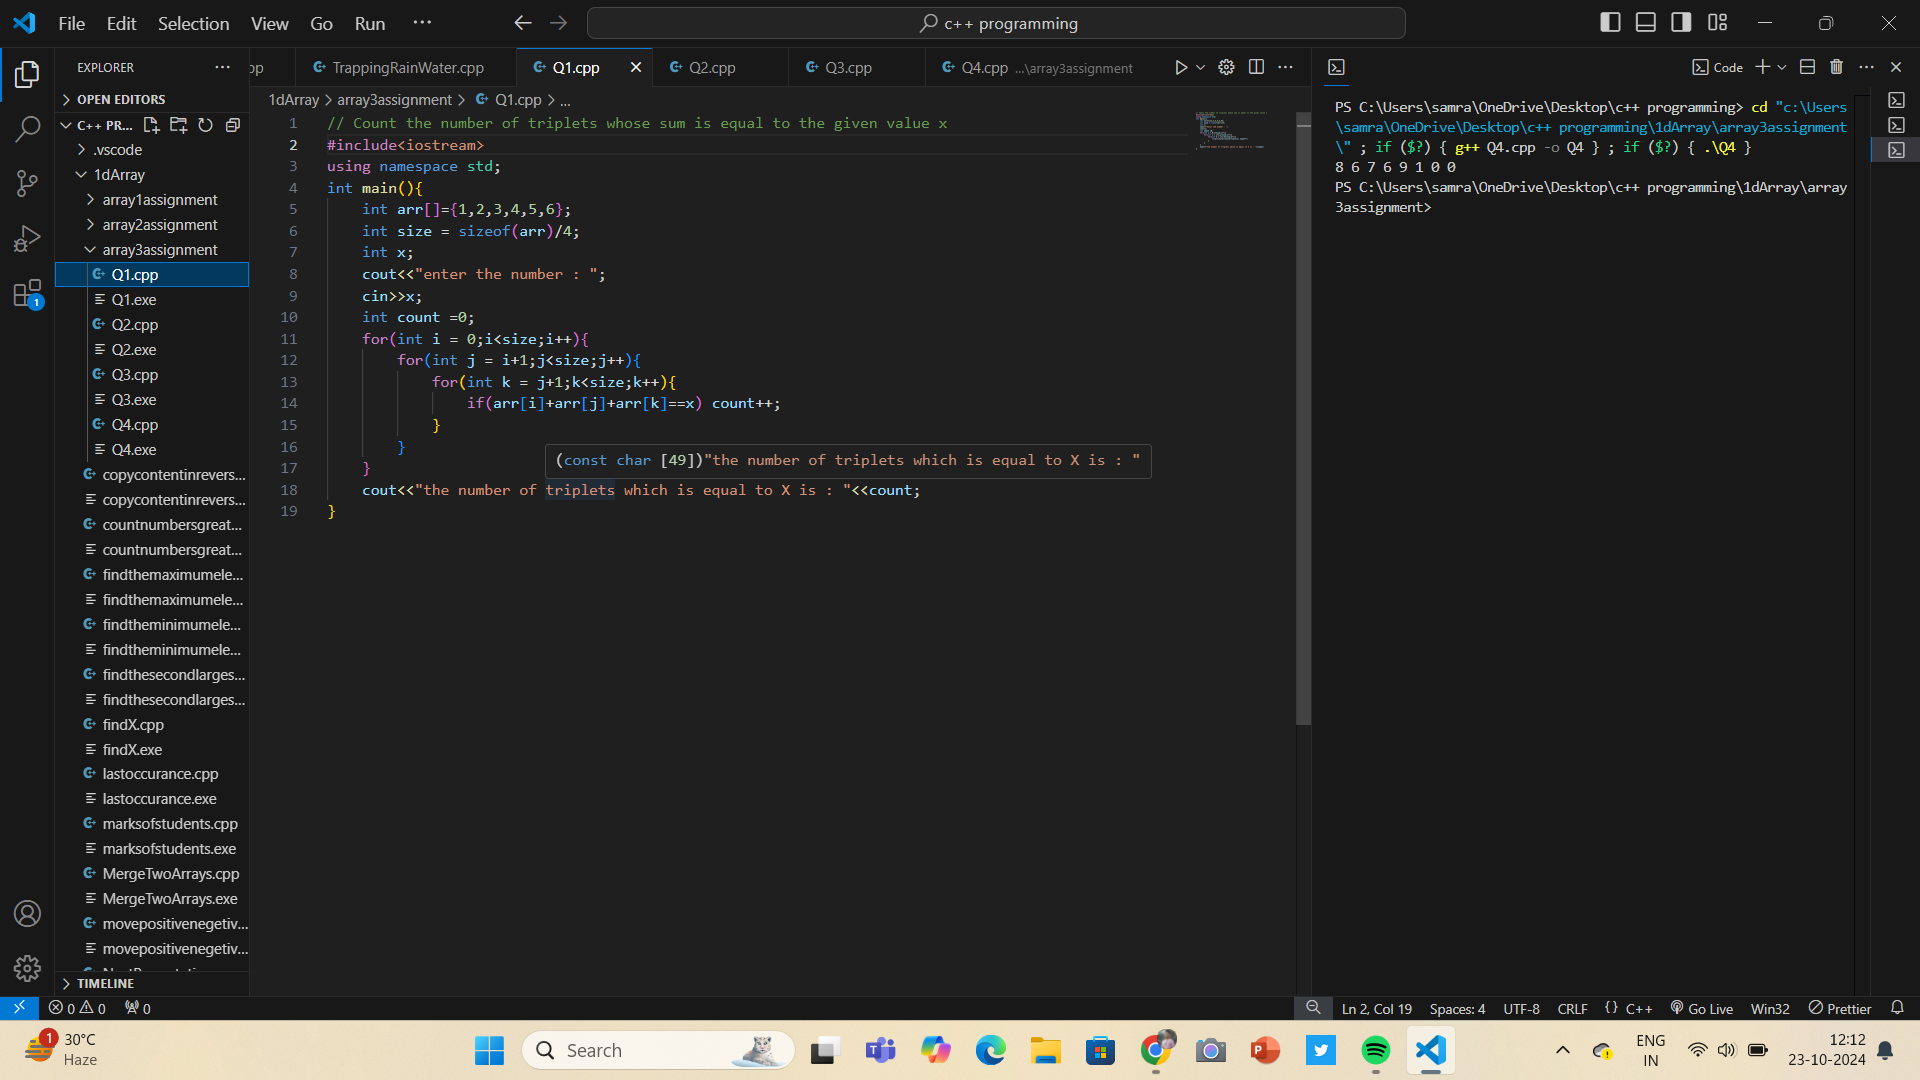 File Edit Selection View Go Run ···
c++ programming
EXPLORER ···
OPEN EDITORS
C++ PR...
.vscode
1dArray
array1assignment
array2assignment
array3assignment
Q1.cpp
Q1.exe
Q2.cpp
Q2.exe
Q3.cpp
Q3.exe
Q4.cpp
Q4.exe
copycontentinrevers...
copycontentinrevers...
countnumbersgreat...
countnumbersgreat...
findthemaximumele...
findthemaximumele...
findtheminimumele...
findtheminimumele...
findthesecondlarges...
findthesecondlarges...
findX.cpp
findX.exe
lastoccurance.cpp
lastoccurance.exe
marksofstudents.cpp
marksofstudents.exe
MergeTwoArrays.cpp
MergeTwoArrays.exe
movepositivenegetiv...
movepositivenegetiv...
TIMELINE
pp TrappingRainWater.cpp Q1.cpp Q2.cpp Q3.cpp Q4.cpp ...\array3assignment
1dArray > array3assignment > Q1.cpp > ...
1 // Count the number of triplets whose sum is equal to the given value x
2 #include<iostream>
3 using namespace std;
4 int main(){
5 int arr[]={1,2,3,4,5,6};
6 int size = sizeof(arr)/4;
7 int x;
8 cout<<"enter the number : ";
9 cin>>x;
10 int count =0;
11 for(int i = 0;i<size;i++){
12 for(int j = i+1;j<size;j++){
13 for(int k = j+1;k<size;k++){
14 if(arr[i]+arr[j]+arr[k]==x) count++;
15 }
16 }
(const char [49])"the number of triplets which is equal to X is : "
17 }
18 cout<<"the number of triplets which is equal to X is : "<<count;
19 }
Code
PS C:\Users\samra\OneDrive\Desktop\c++ programming> cd "c:\Users
\samra\OneDrive\Desktop\c++ programming\1dArray\array3assignment
\" ; if ($?) { g++ Q4.cpp -o Q4 } ; if ($?) { .\Q4 }
8 6 7 6 9 1 0 0
PS C:\Users\samra\OneDrive\Desktop\c++ programming\1dArray\array
3assignment>
1
0 0 0
Ln 2, Col 19 Spaces: 4 UTF-8 CRLF {} C++ Go Live Win32 Prettier
1
30°C
Haze
Search
ENG
IN
12:12
23-10-2024